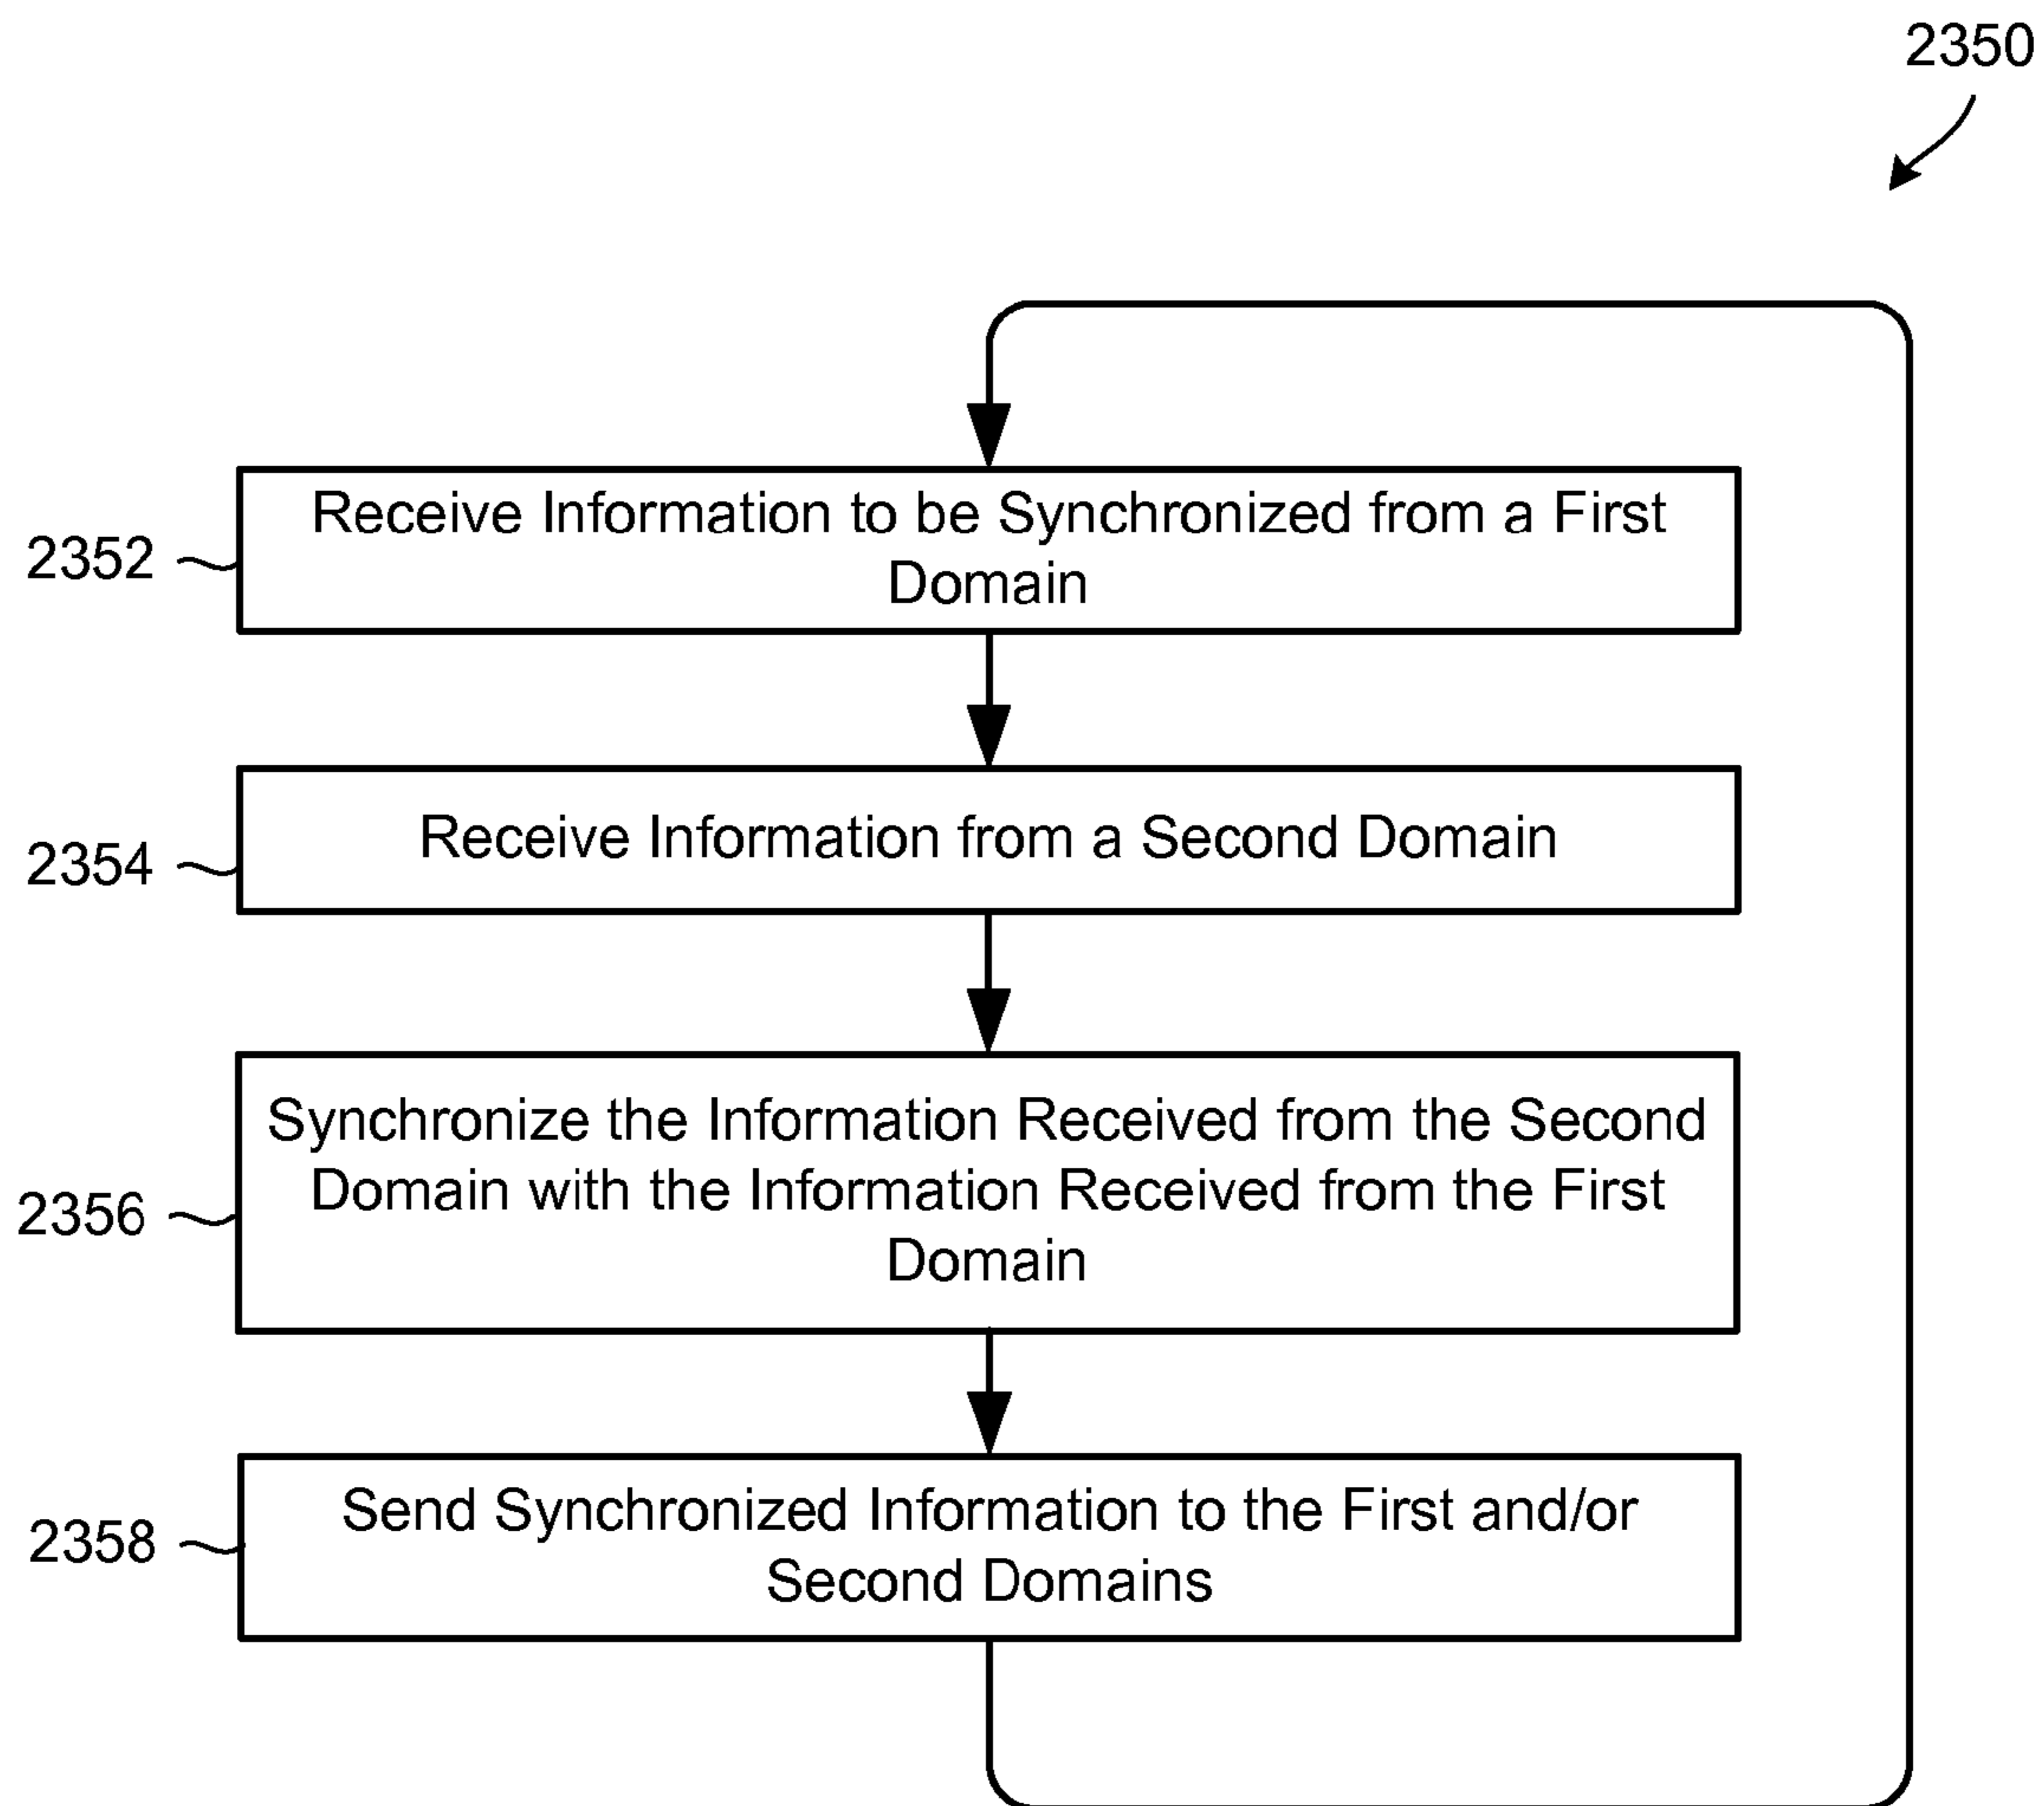 2350
Receive Information to be Synchronized from a First
Domain
2352
Receive Information from a Second Domain
2354
Synchronize the Information Received from the Second
Domain with the Information Received from the First
Domain
2356
Send Synchronized Information to the First and/or
Second Domains
2358